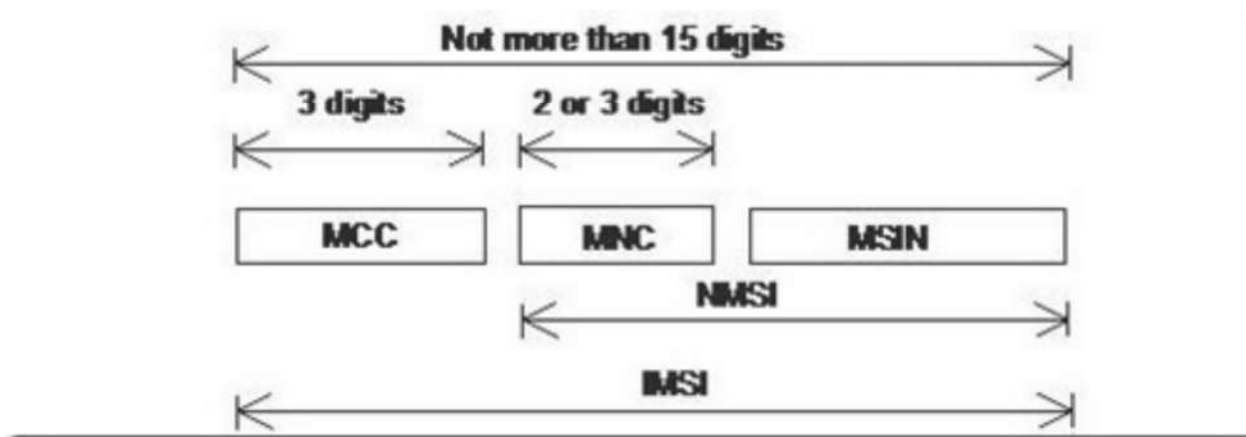 Not more than 15 digits
3 digits
2 or 3 digits
MCC
MNC
MSIN
NMSI
IMSI